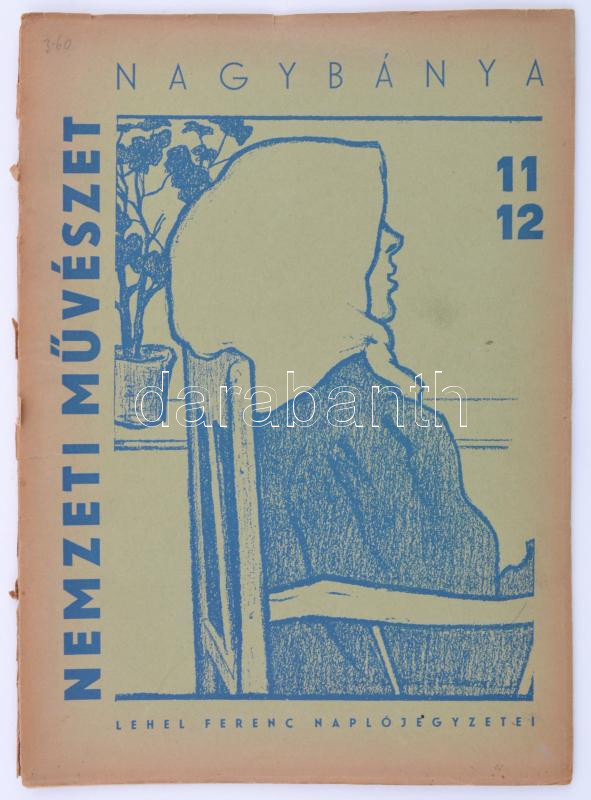 3.60
NAGYBÁNYA
NEMZETI MŰVÉSZET
11
12
darabanth
LEHEL FERENC NAPLÓJEGYZETEI